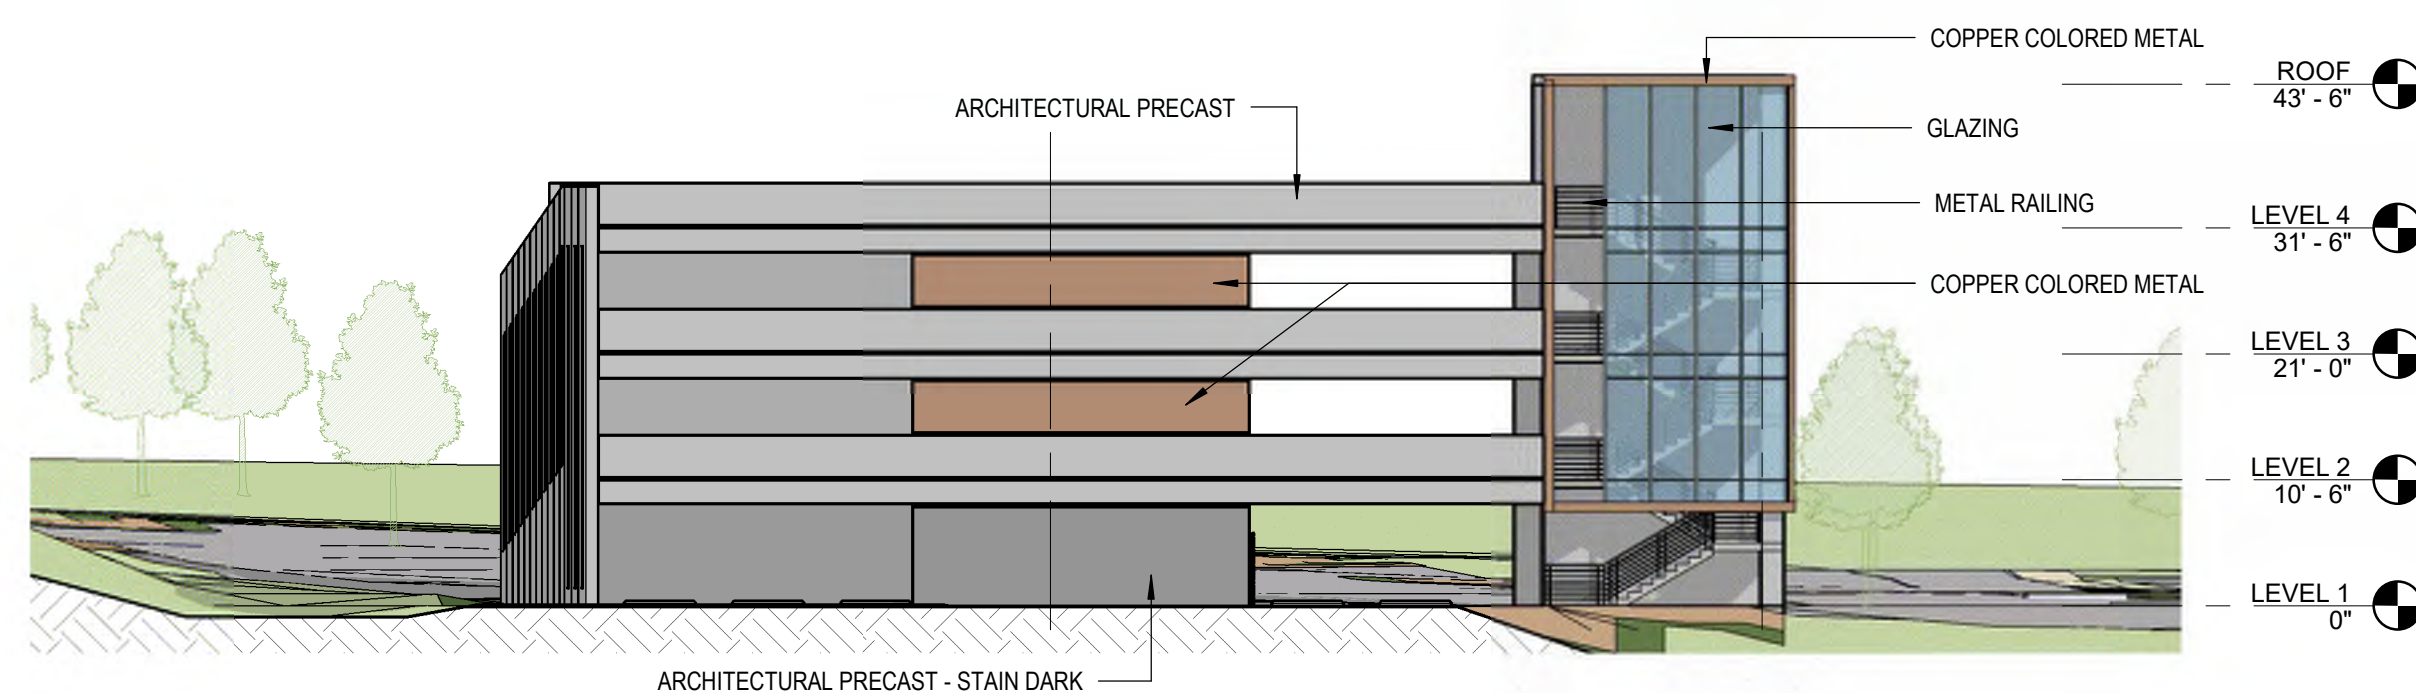 COPPER COLORED METAL
ROOF
43' - 6"
ARCHITECTURAL PRECAST
GLAZING
METAL RAILING
LEVEL 4
31' - 6"
COPPER COLORED METAL
LEVEL 3
21' - 0"
LEVEL 2
10' - 6"
LEVEL 1
0"
ARCHITECTURAL PRECAST - STAIN DARK